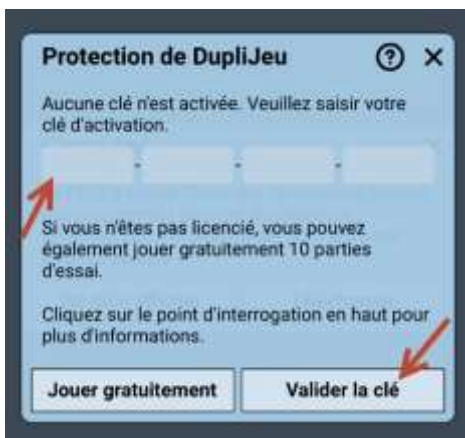 Protection de DupliJeu ? ×
Aucune clé n'est activée. Veuillez saisir votre
clé d'activation.
- - -
Si vous n'êtes pas licencié, vous pouvez
également jouer gratuitement 10 parties
d'essai.
Cliquez sur le point d'interrogation en haut pour
plus d'informations.
Jouer gratuitement Valider la clé